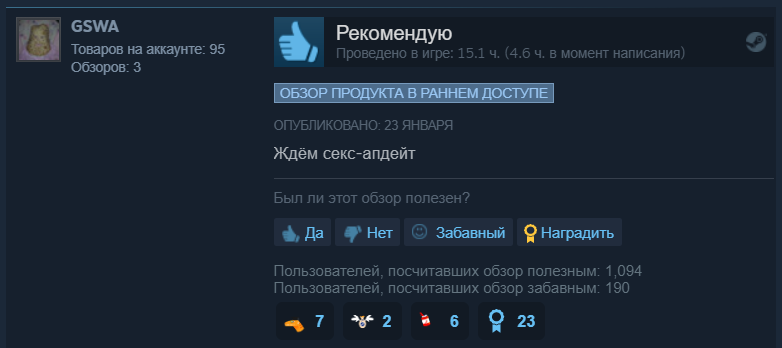 GSWA
Товаров на аккаунте: 95
Обзоров: 3
Рекомендую
Проведено в игре: 15.1 ч. (4.6 ч. в момент написания)
ОБЗОР ПРОДУКТА В РАННЕМ ДОСТУПЕ
ОПУБЛИКОВАНО: 23 ЯНВАРЯ
Ждём секс-апдейт
Был ли этот обзор полезен?
Да Нет Забавный Наградить
Пользователей, посчитавших обзор полезным: 1,094
Пользователей, посчитавших обзор забавным: 190
7 2 6 23